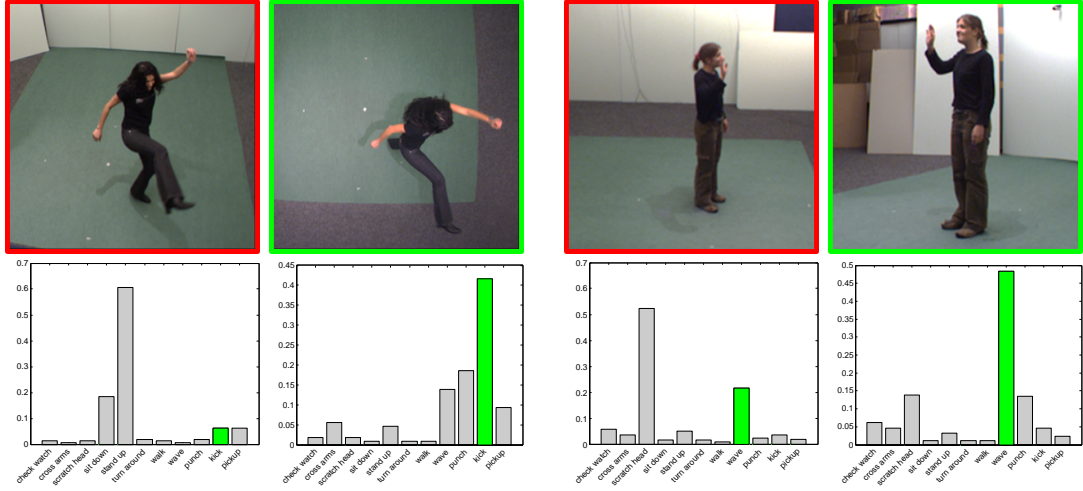 0.7
0.6
0.5
0.4
0.3
0.2
0.1
0
check watch
cross arms
scratch head
sit down
stand up
turn around
walk
wave
punch
kick
pickup
0.45
0.4
0.35
0.3
0.25
0.2
0.15
0.1
0.05
0
check watch
cross arms
scratch head
sit down
stand up
turn around
walk
wave
punch
kick
pickup
0.7
0.6
0.5
0.4
0.3
0.2
0.1
0
check watch
cross arms
scratch head
sit down
stand up
turn around
walk
wave
punch
kick
pickup
0.5
0.45
0.4
0.35
0.3
0.25
0.2
0.15
0.1
0.05
0
check watch
cross arms
scratch head
sit down
stand up
turn around
walk
wave
punch
kick
pickup